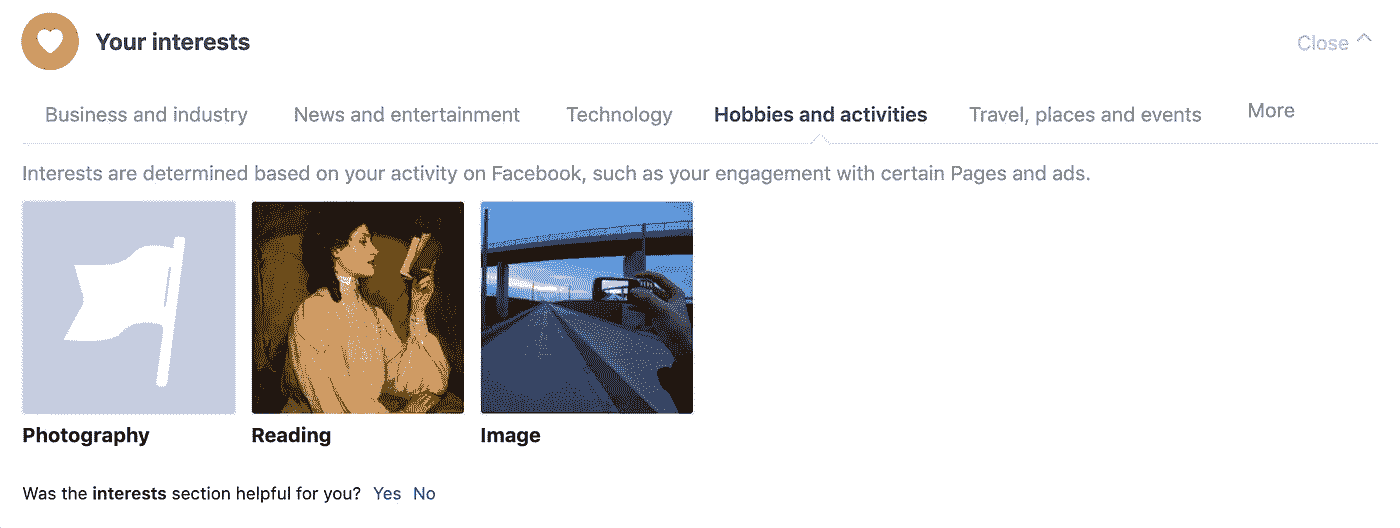 Your interests
Close
Business and industry News and entertainment Technology Hobbies and activities Travel, places and events More
Interests are determined based on your activity on Facebook, such as your engagement with certain Pages and ads.
Photography Reading Image
Was the interests section helpful for you? Yes No